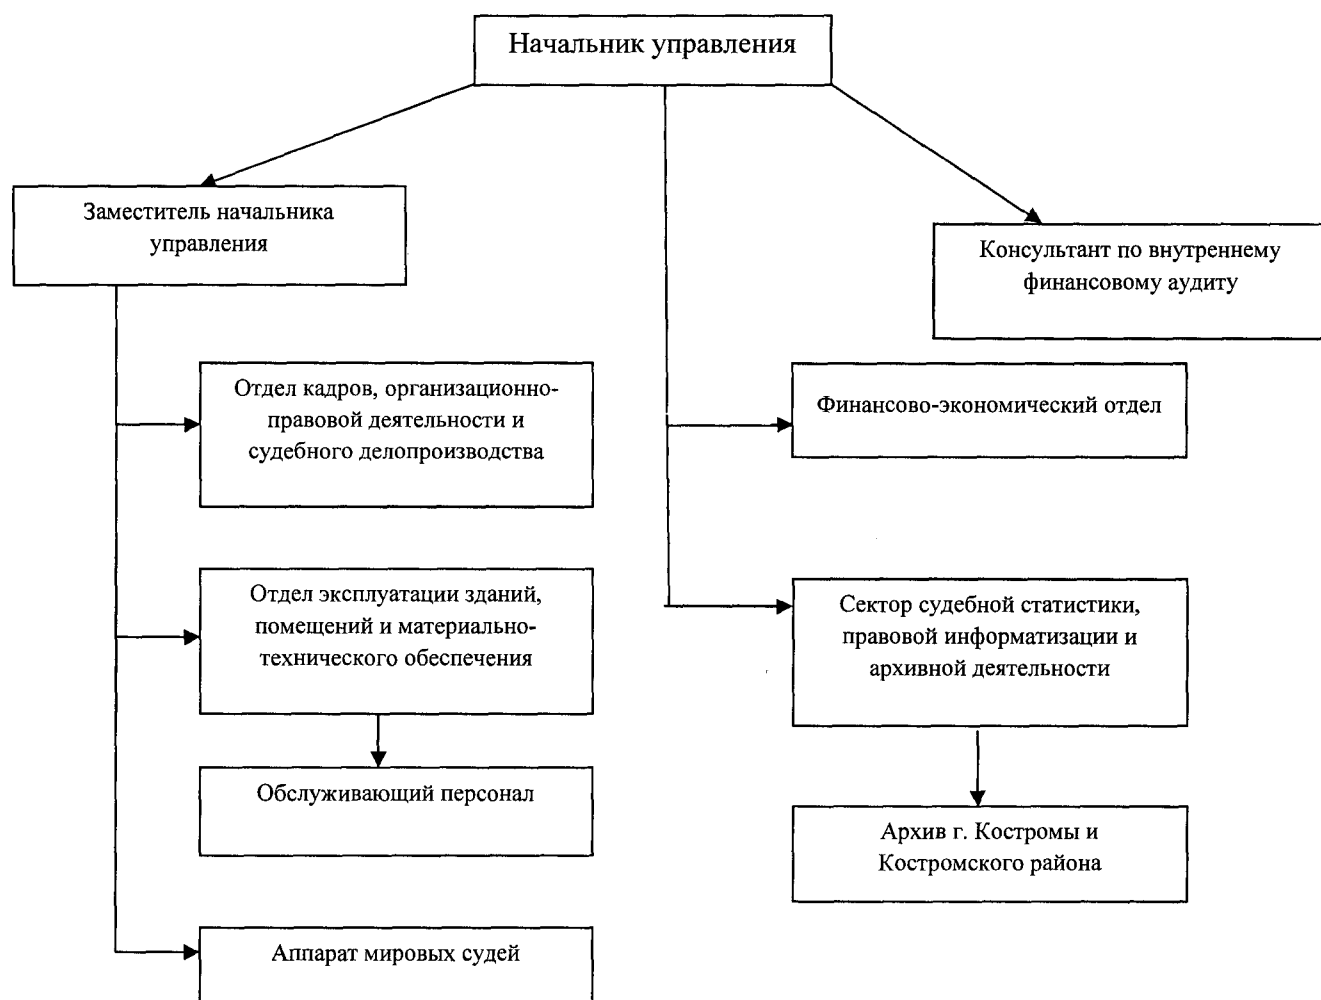 Начальник управления
Заместитель начальника
управления
Консультант по внутреннему
финансовому аудиту
Отдел кадров, организационно-
правовой деятельности и
судебного делопроизводства
Финансово-экономический отдел
Отдел эксплуатации зданий,
помещений и материально-
технического обеспечения
Сектор судебной статистики,
правовой информатизации и
архивной деятельности
Обслуживающий персонал
Архив г. Костромы и
Костромского района
Аппарат мировых судей